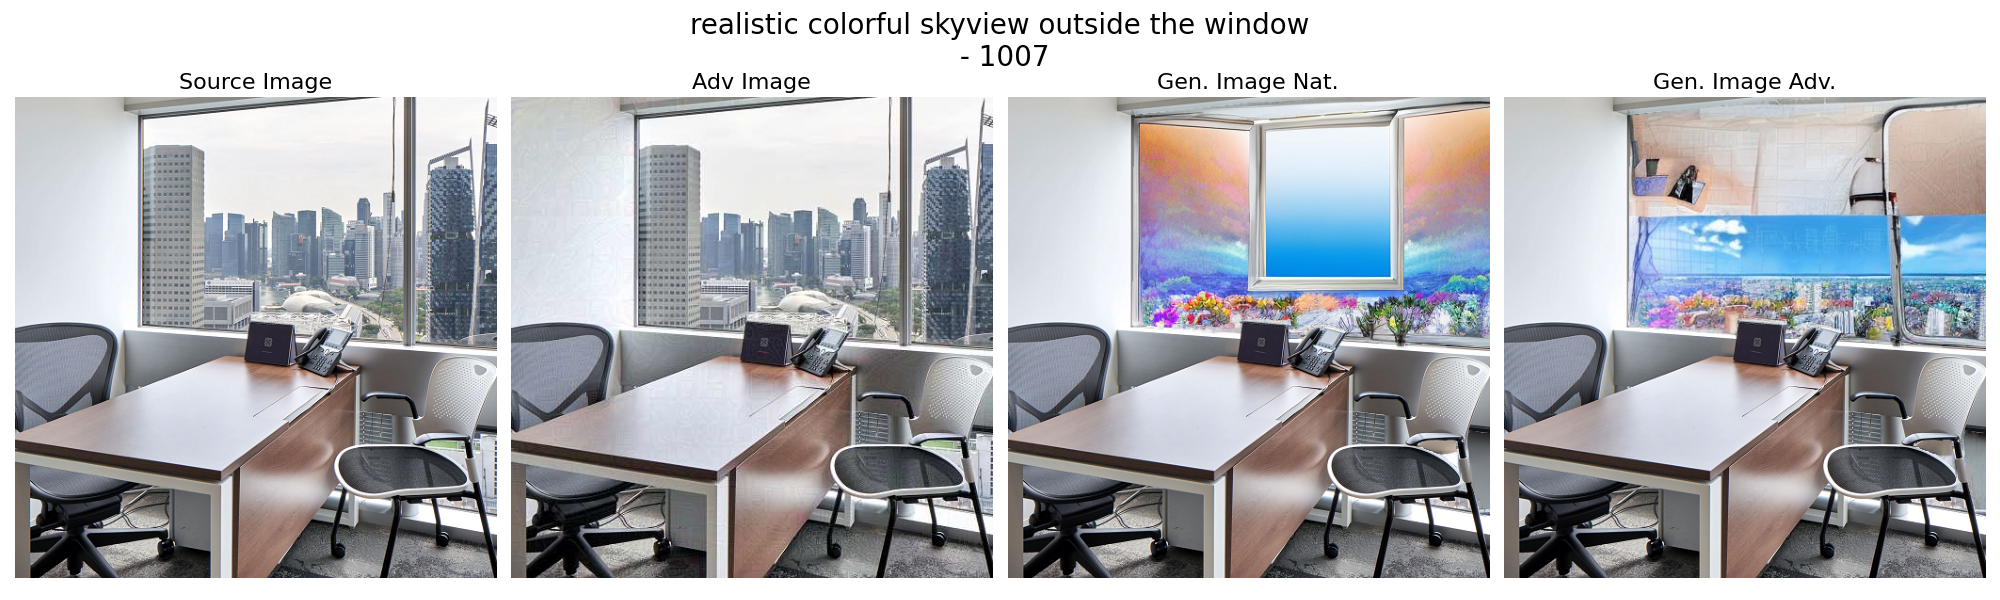 realistic colorful skyview outside the window
- 1007
Source Image
Adv Image
Gen. Image Nat.
Gen. Image Adv.